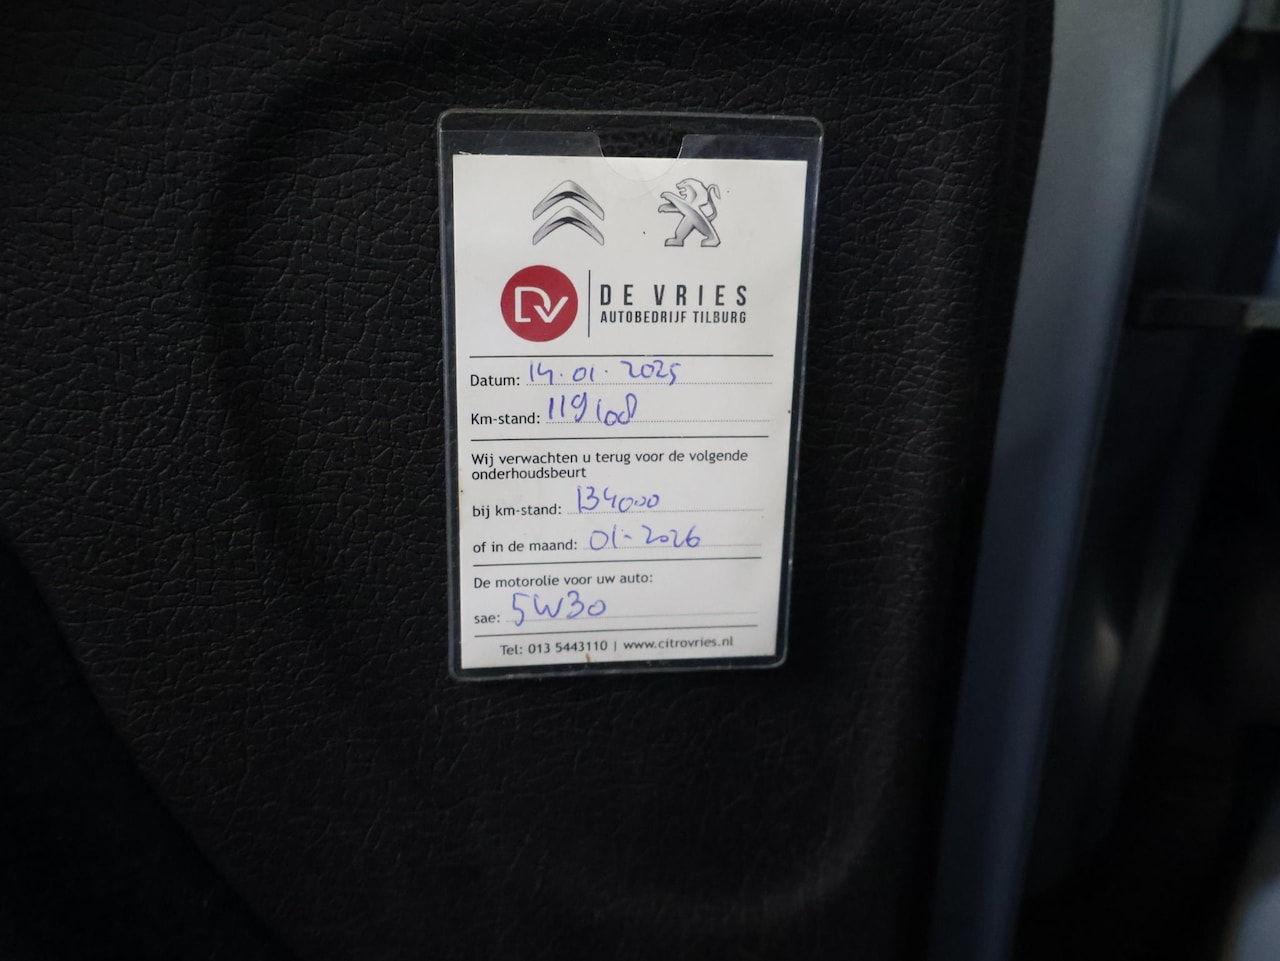 DV
DE VRIES
AUTOBEDRIJF TILBURG
Datum: 14.01.2025
Km-stand: 119108
Wij verwachten u terug voor de volgende
onderhoudsbeurt
bij km-stand: 134000
of in de maand: 01-2026
De motorolie voor uw auto:
sae: 5W30
Tel: 013 5443110 | www.citrovries.nl